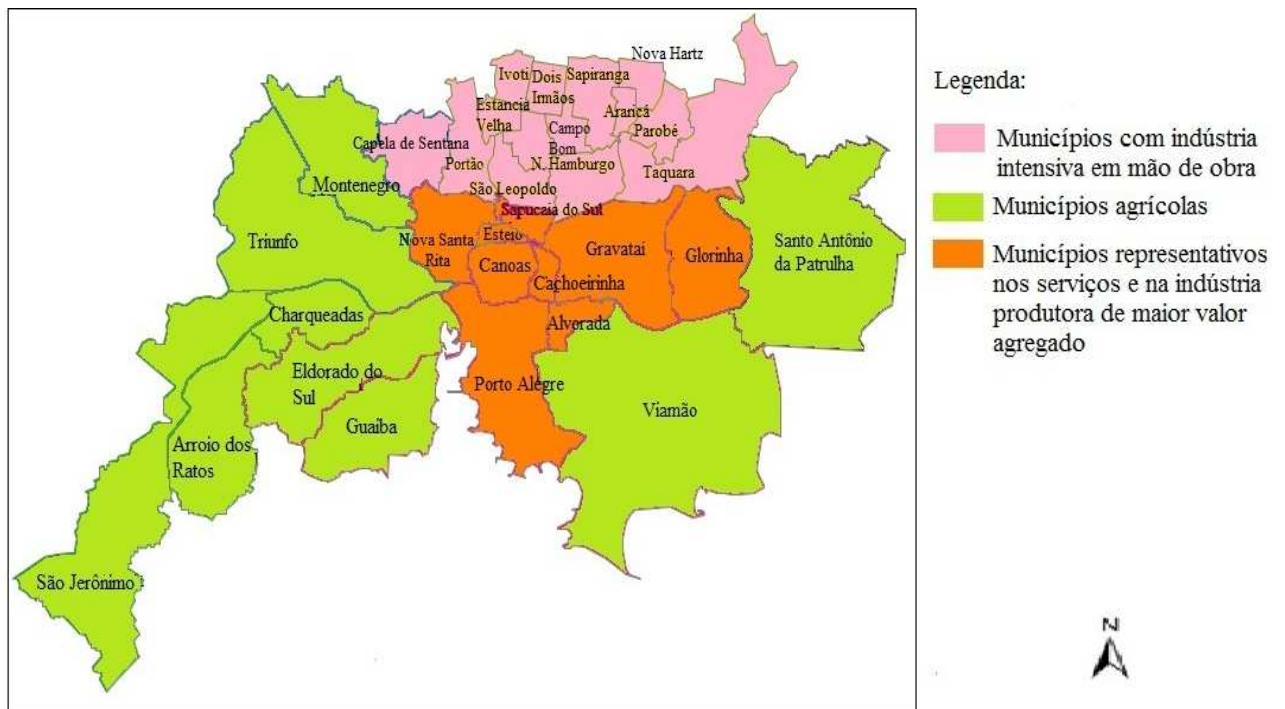 Nova Hartz
Ivoti
Dois
Irmãos
Sapiranga
Estancia
Velha
Araricá
Campo
Bom
Parobé
Capela de Sentana
Portão
N. Hamburgo
Taquara
Montenegro
São Leopoldo
Sapucaia do Sul
Triunfo
Nova Santa
Rita
Esteio
Gravataí
Glorinha
Santo Antônio
da Patrulha
Canoas
Cachoeirinha
Charqueadas
Alvorada
Eldorado do
Sul
Porto Alegre
Viamão
Guaíba
Arroio dos
Ratos
São Jerônimo
Legenda:
Municípios com indústria
intensiva em mão de obra
Municípios agrícolas
Municípios representativos
nos serviços e na indústria
produtora de maior valor
agregado
N